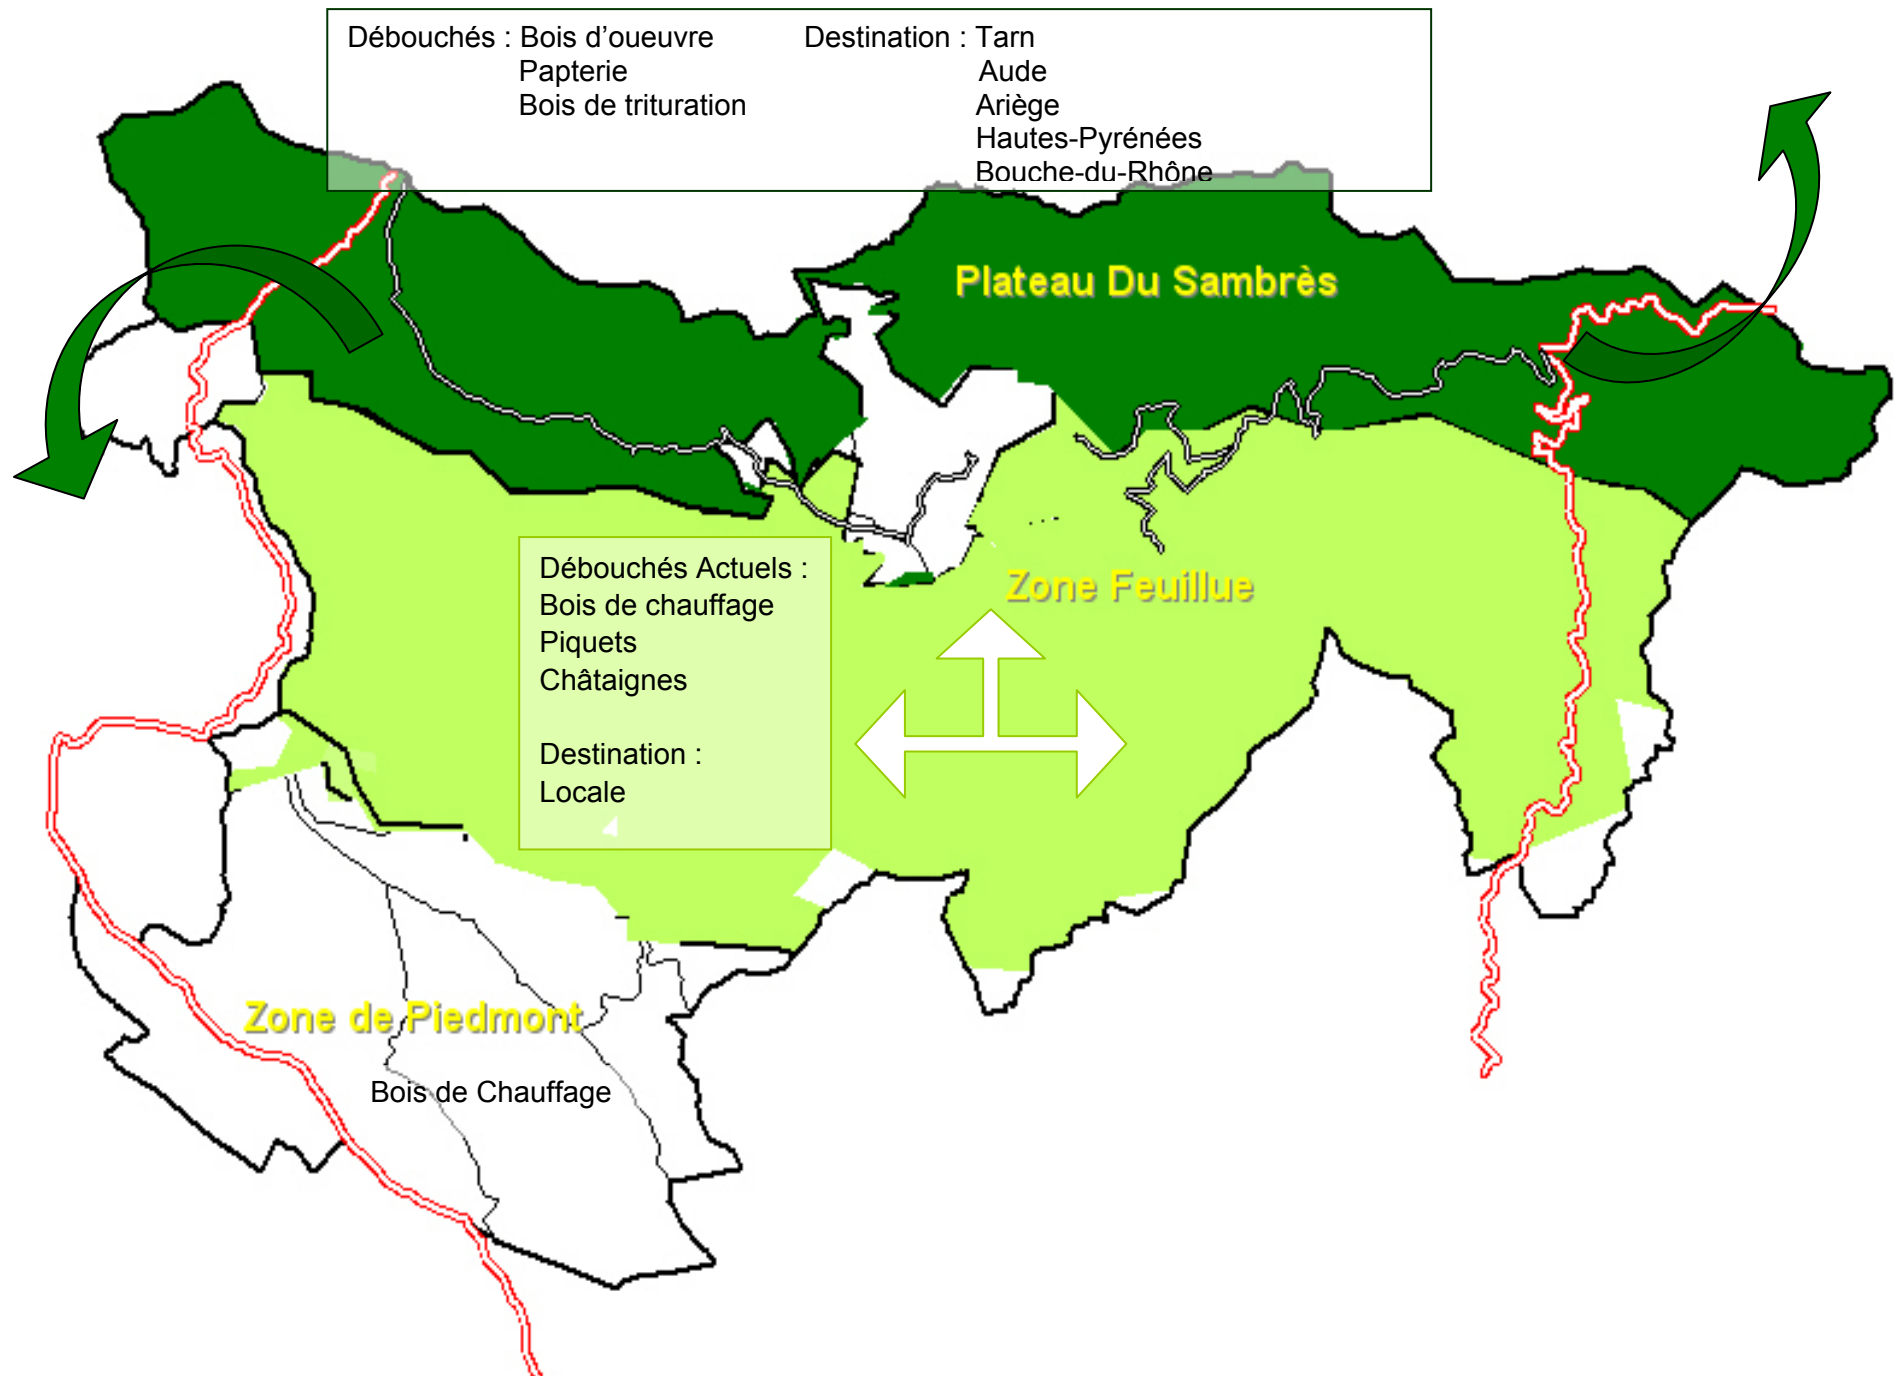 Débouchés : Bois d’oueuvre Destination : Tarn
Papterie Aude
Bois de trituration Ariège
Hautes-Pyrénées
Bouche-du-Rhône
Plateau Du Sambrès
Débouchés Actuels :
Bois de chauffage
Piquets
Châtaignes
Destination :
Locale
Zone Feuillue
Zone de Piedmont
Bois de Chauffage